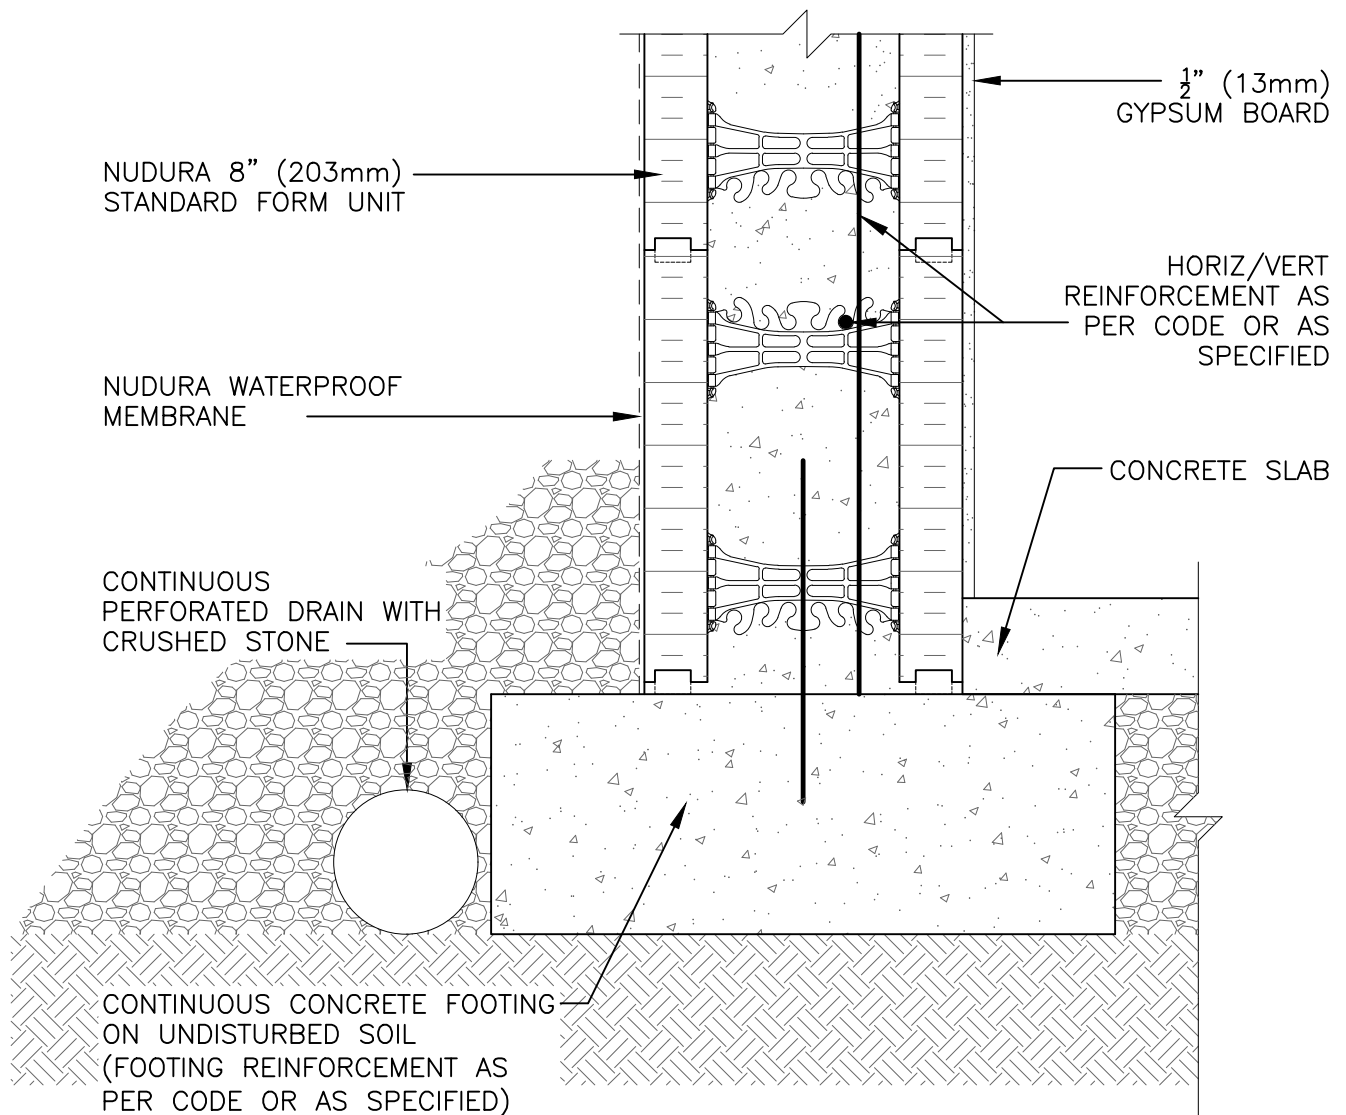 ½" (13mm)
GYPSUM BOARD
NUDURA 8" (203mm)
STANDARD FORM UNIT
HORIZ/VERT
REINFORCEMENT AS
PER CODE OR AS
SPECIFIED
NUDURA WATERPROOF
MEMBRANE
CONCRETE SLAB
CONTINUOUS
PERFORATED DRAIN WITH
CRUSHED STONE
CONTINUOUS CONCRETE FOOTING
ON UNDISTURBED SOIL
(FOOTING REINFORCEMENT AS
PER CODE OR AS SPECIFIED)